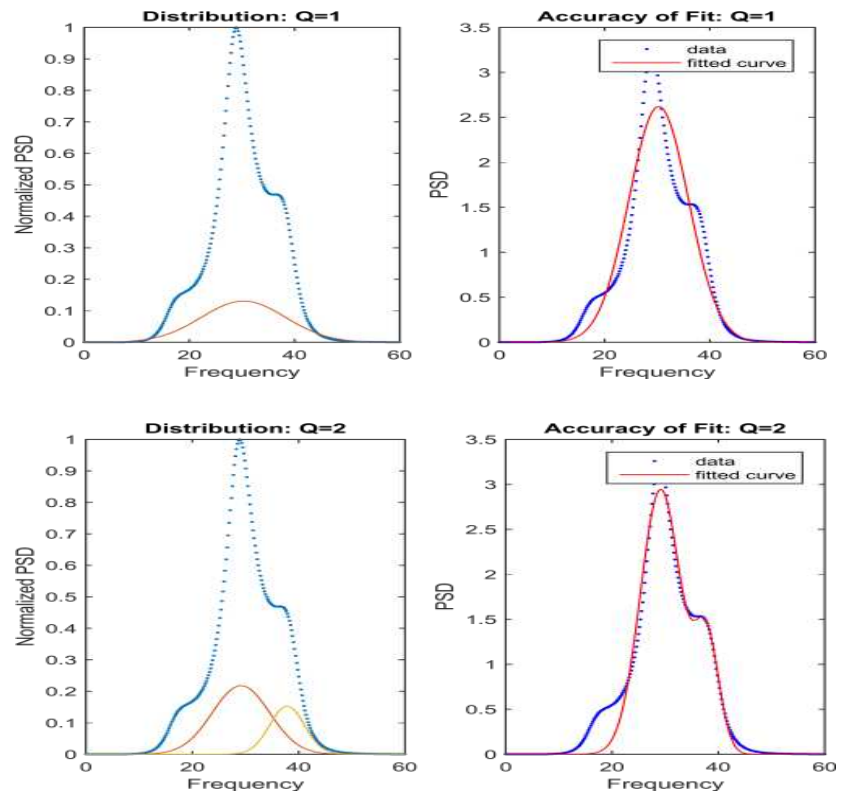 Distribution: Q=1
Normalized PSD
1
0.9
0.8
0.7
0.6
0.5
0.4
0.3
0.2
0.1
0
0 20 40 60
Frequency
Accuracy of Fit: Q=1
data
fitted curve
PSD
3.5
3
2.5
2
1.5
1
0.5
0
0 20 40 60
Frequency
Distribution: Q=2
Normalized PSD
1
0.9
0.8
0.7
0.6
0.5
0.4
0.3
0.2
0.1
0
0 20 40 60
Frequency
Accuracy of Fit: Q=2
data
fitted curve
PSD
3.5
3
2.5
2
1.5
1
0.5
0
0 20 40 60
Frequency